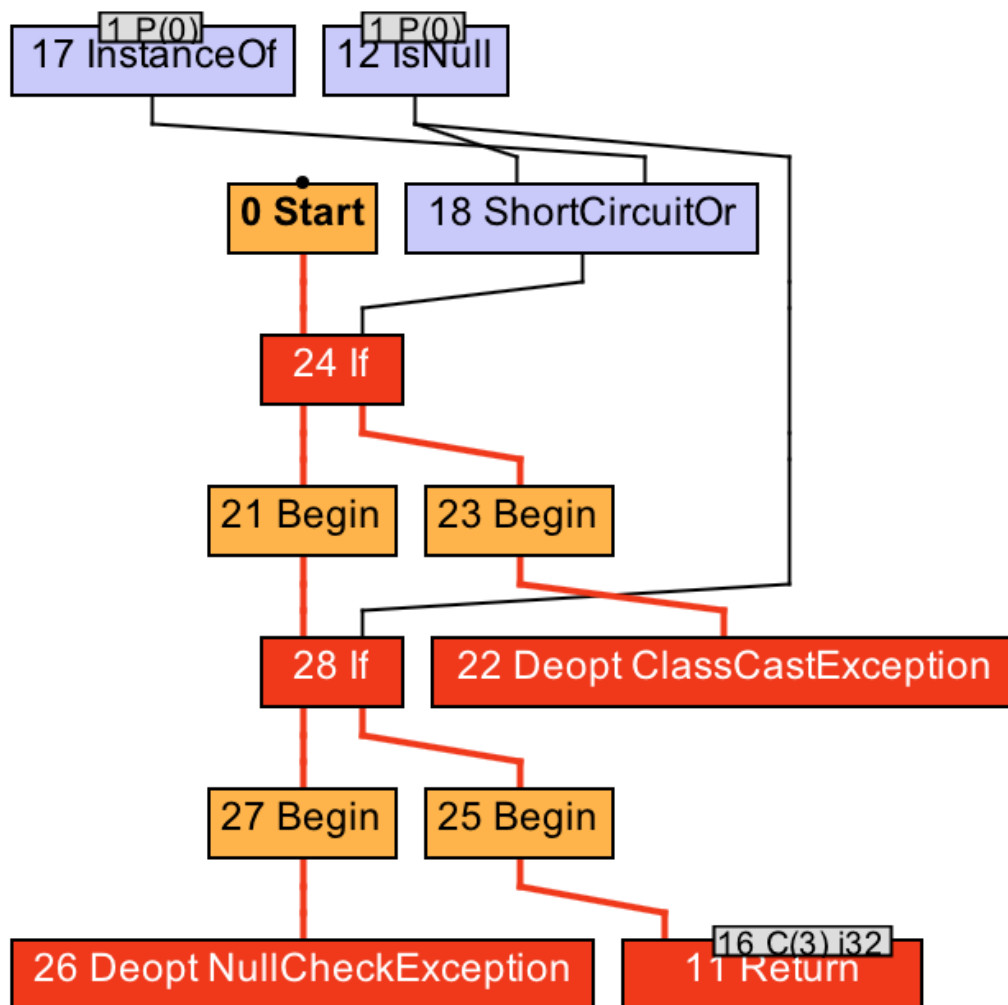 1 P(0)
1 P(0)
17 InstanceOf
12 IsNull
0 Start
18 ShortCircuitOr
24 If
21 Begin
23 Begin
28 If
22 Deopt ClassCastException
27 Begin
25 Begin
16 C(3) i32
26 Deopt NullCheckException
11 Return